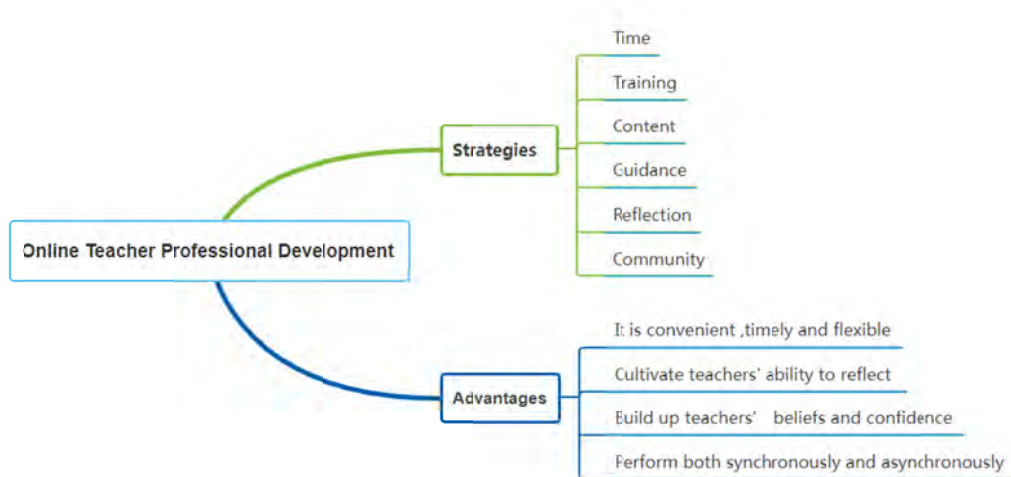 Time
Training
Content
Strategies
Guidance
Reflection
Online Teacher Professional Development
Community
It is convenient ,timely and flexible
Cultivate teachers' ability to reflect
Advantages
Build up teachers' beliefs and confidence
Perform both synchronously and asynchronously